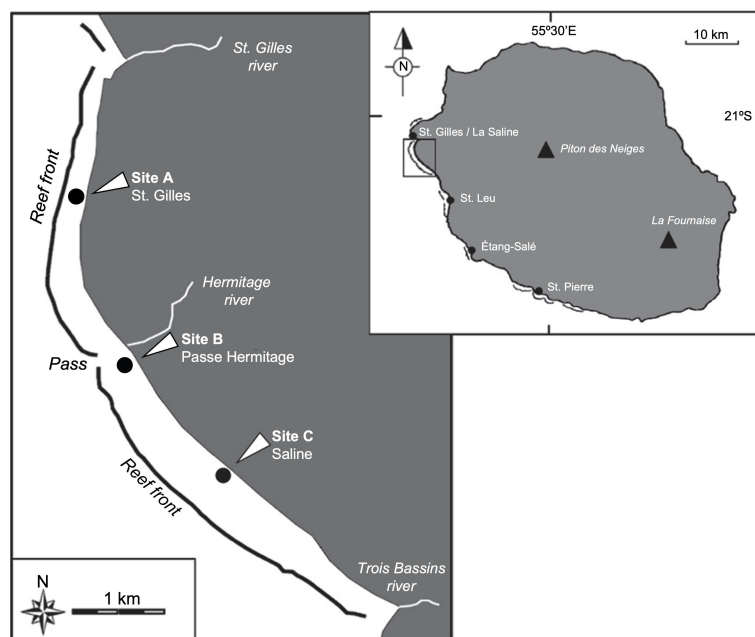 St. Gilles
river
Reef front
Site A
St. Gilles
Hermitage
river
Site B
Passe Hermitage
Pass
Site C
Saline
Reef front
Trois Bassins
river
N
1 km
55°30'E
10 km
N
21°S
St. Gilles / La Saline
Piton des Neiges
St. Leu
La Fournaise
Étang-Salé
St. Pierre